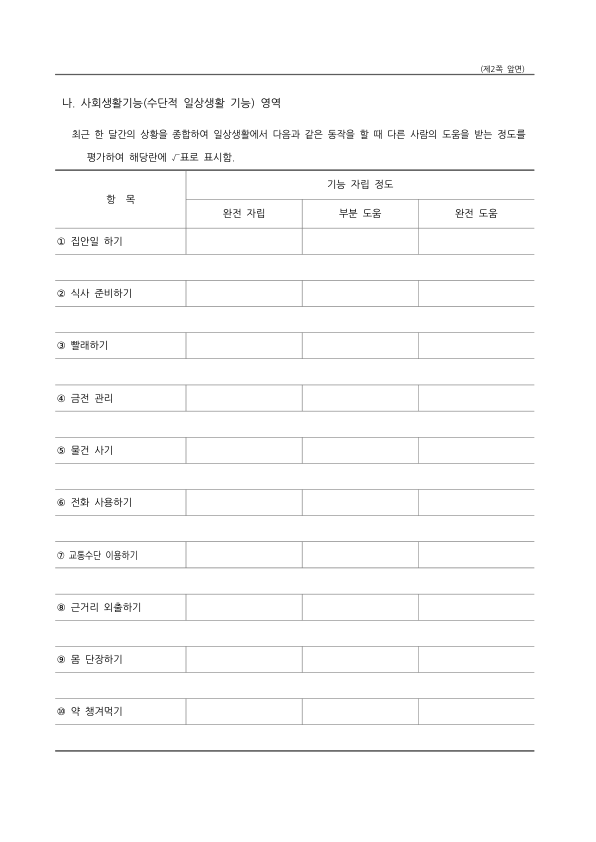 (제2쪽 앞면)
나. 사회생활기능(수단적 일상생활 기능) 영역
최근 한 달간의 상황을 종합하여 일상생활에서 다음과 같은 동작을 할 때 다른 사람의 도움을 받는 정도를
평가하여 해당란에 √표로 표시함.
항 목
기능 자립 정도
완전 자립 부분 도움 완전 도움
① 집안일 하기
② 식사 준비하기
③ 빨래하기
④ 금전 관리
⑤ 물건 사기
⑥ 전화 사용하기
⑦ 교통수단 이용하기
⑧ 근거리 외출하기
⑨ 몸 단장하기
⑩ 약 챙겨먹기